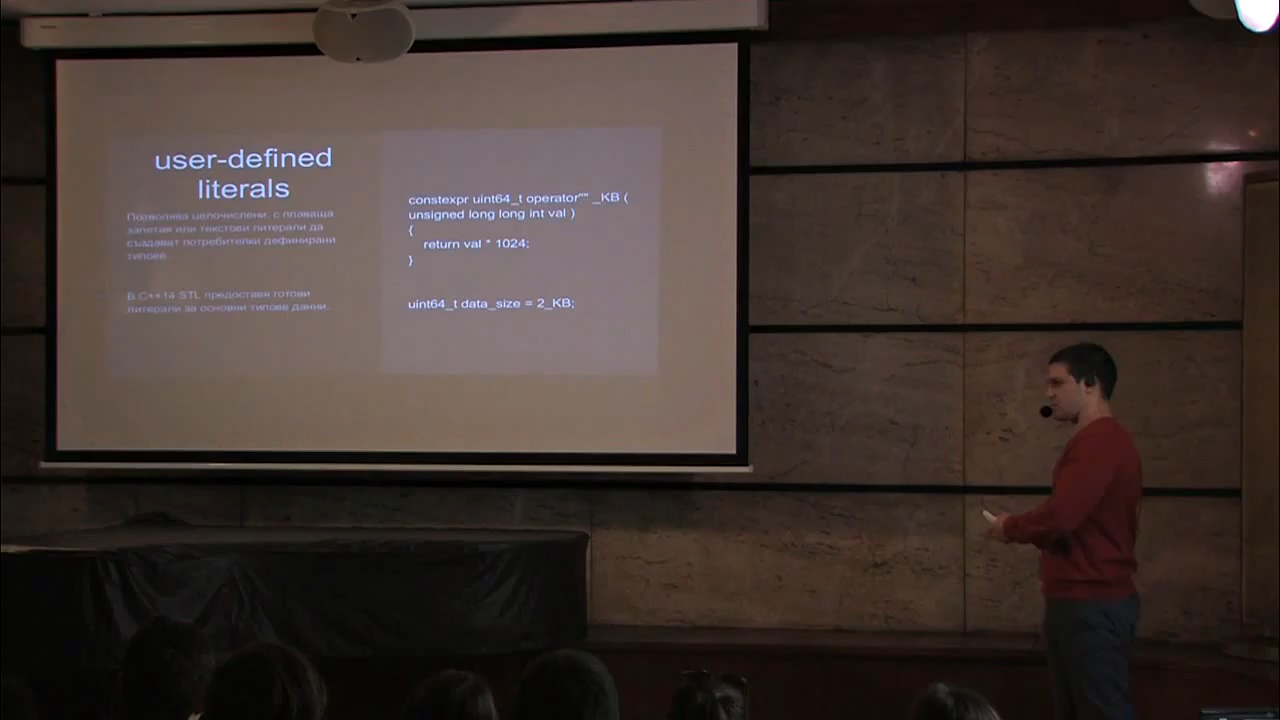 user-defined
literals
Позволява целочислени, с плаваща
запетая или текстови литерали да
създават потребителки дефинирани
типове.
В C++14 STL предоставя готови
литерали за основни типове данни.
constexpr uint64_t operator"" _KB (
unsigned long long int val )
{
return val * 1024;
}
uint64_t data_size = 2_KB;